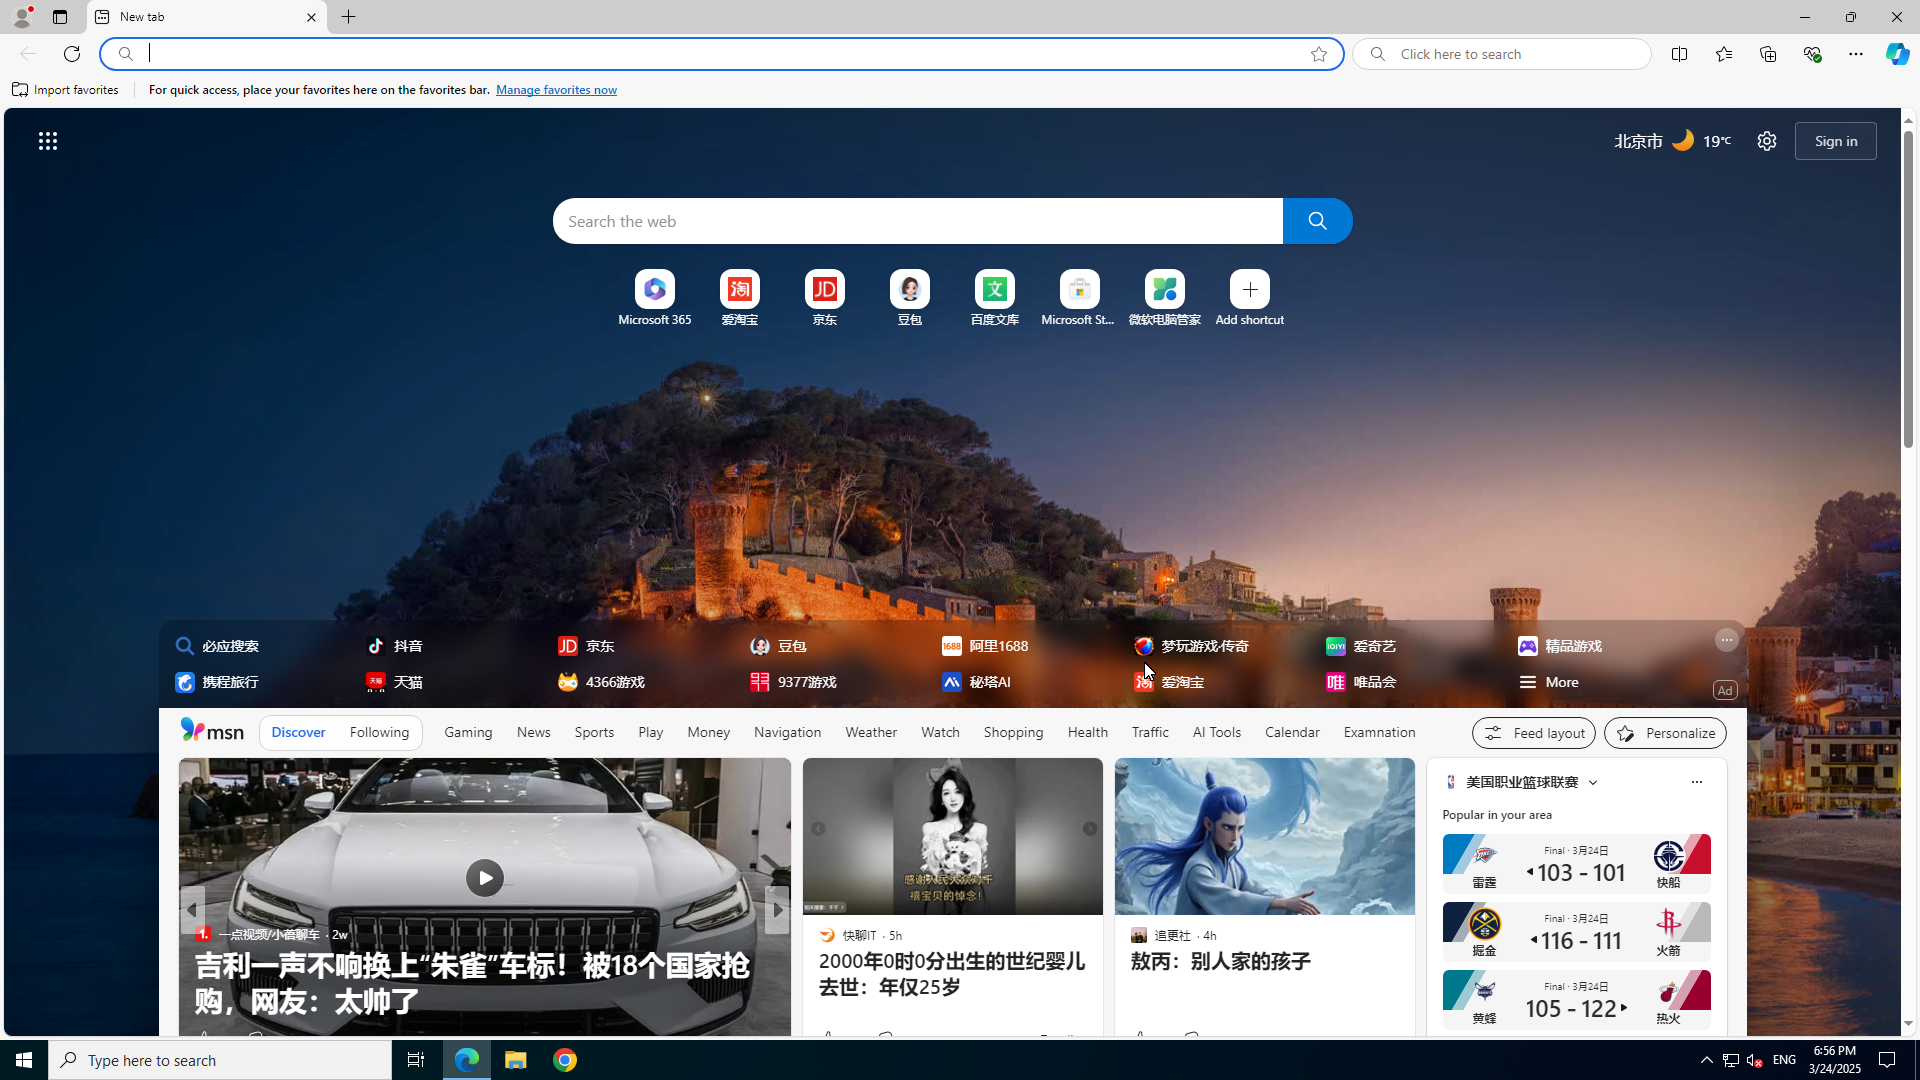 New tab
Click here to search
Import favorites
For quick access, place your favorites here on the favorites bar.
Manage favorites now
北京市
19°C
Sign in
Search the web
Microsoft 365
爱淘宝
京东
豆包
百度文库
Microsoft St...
微软电脑管家
Add shortcut
必应搜索
抖音
京东
豆包
阿里1688
梦玩游戏-传奇
爱奇艺
精品游戏
携程旅行
天猫
4366游戏
9377游戏
秘塔AI
爱淘宝
唯品会
More
Ad
msn
Discover
Following
Gaming
News
Sports
Play
Money
Navigation
Weather
Watch
Shopping
Health
Traffic
AI Tools
Calendar
Examnation
Feed layout
Personalize
一点视频/小蓓聊车 · 2w
吉利一声不响换上“朱雀”车标！被18个国家抢
购，网友：太帅了
快聊IT · 5h
2000年0时0分出生的世纪婴儿
去世：年仅25岁
追更社 · 4h
敖丙：别人家的孩子
美国职业篮球联赛
Popular in your area
Final · 3月24日
雷霆
103 - 101
快船
Final · 3月24日
掘金
116 - 111
火箭
Final · 3月24日
黄蜂
105 - 122
热火
Type here to search
ENG
6:56 PM
3/24/2025